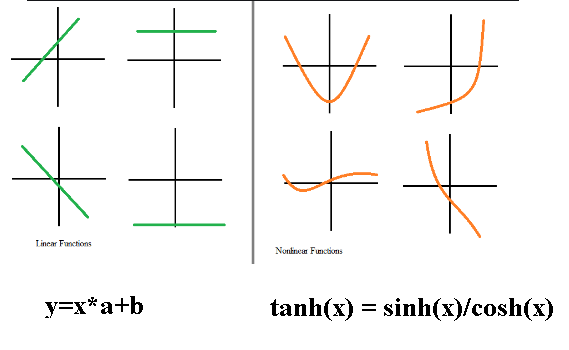 Linear Functions
Nonlinear Functions
y=x*a+b
tanh(x) = sinh(x)/cosh(x)